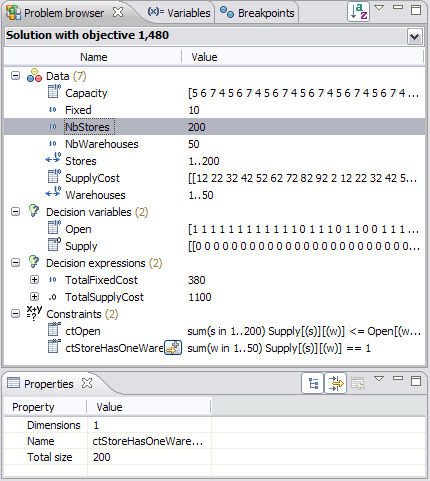 Problem browser (x)= Variables Breakpoints
Solution with objective 1,480
Name Value
Data (7)
Capacity [5 6 7 4 5 6 7 4 5 6 7 4 5 6 7 4 5 6 7 4 ...
Fixed 10
NbStores 200
NbWarehouses 50
Stores 1..200
SupplyCost [[12 22 32 42 52 62 72 82 92 2 12 22 32 42 5...
Warehouses 1..50
Decision variables (2)
Open [1 1 1 1 1 1 1 1 1 1 1 0 1 1 1 0 1 1 0 0 1 1 1...
Supply [[0 0 0 0 0 0 0 0 0 0 0 0 0 0 0 0 0 0 0 0 0 0...
Decision expressions (2)
TotalFixedCost 380
TotalSupplyCost 1100
Constraints (2)
ctOpen sum(s in 1..200) Supply[(s)][(w)] <= Open[(w...
ctStoreHasOneWare sum(w in 1..50) Supply[(s)][(w)] == 1
Properties
Property Value
Dimensions 1
Name ctStoreHasOneWare...
Total size 200